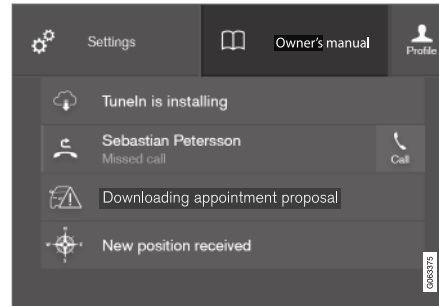 Settings
Owner's manual
Profile
TuneIn is installing
Sebastian Petersson
Missed call
Call
Downloading appointment proposal
New position received
G063375